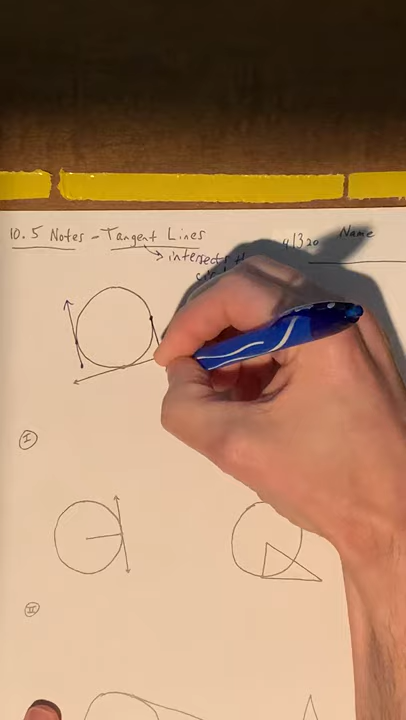 10.5 Notes - Tangent Lines
Name
intersects
I
II